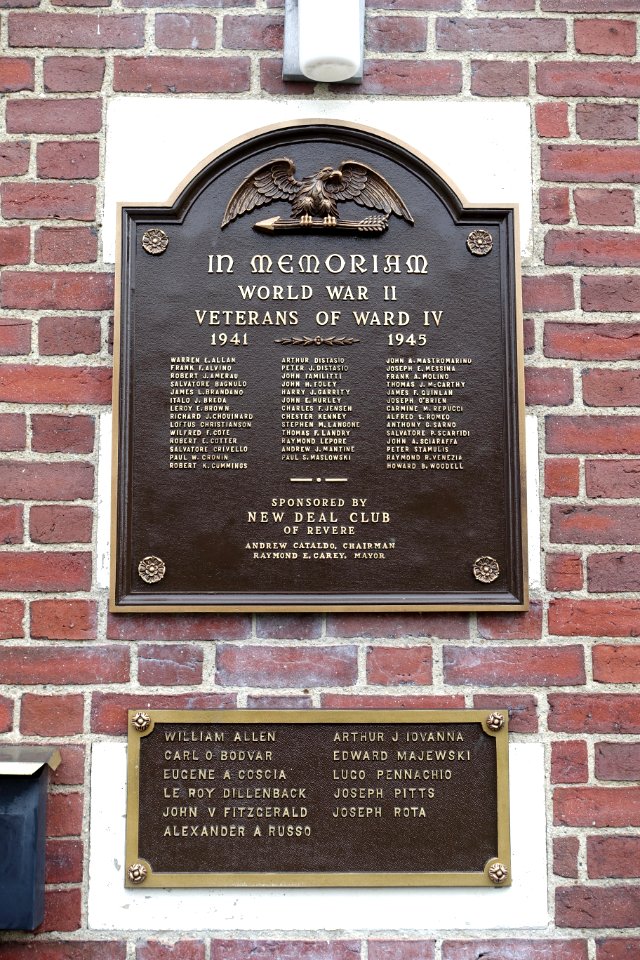 IN MEMORIAM
WORLD WAR II
VETERANS OF WARD IV
1941 1945
WARREN E. ALLAN
FRANK F. ALVINO
ROBERT J. AMERAU
SALVATORE BAGNULO
JAMES L. BRANDANO
ITALO J. BREDA
LEROY E. BROWN
RICHARD J. CHOUINARD
LOITUS CHRISTIANSON
WILFRED F. COTE
ROBERT E. COTTER
SALVATORE CRIVELLO
PAUL W. CRONIN
ROBERT K. CUMMINGS
ARTHUR DISTASIO
PETER J. DISTASIO
JOHN FAMILITTI
JOHN H. FOLEY
HARRY J. GARRITY
JOHN E. HURLEY
CHARLES F. JENSEN
CHESTER KENNEY
STEPHEN M. LANGONE
THOMAS F. LANDRY
RAYMOND LEPORE
ANDREW J. MANTINE
PAUL S. MASLOWSKI
JOHN A. MASTROMARINO
JOSEPH E. MESSINA
FRANK A. MOLINO
THOMAS J. McCARTHY
JAMES F. QUINLAN
JOSEPH O'BRIEN
CARMINE M. REPUCCI
ALFRED S. ROMEO
ANTHONY G. SARNO
SALVATORE P. SCARFIDI
JOHN A. SCIARAFFA
PETER STAMULIS
RAYMOND R. VENEZIA
HOWARD B. WOODELL
SPONSORED BY
NEW DEAL CLUB
OF REVERE
ANDREW CATALDO, CHAIRMAN
RAYMOND E. CAREY, MAYOR
WILLIAM ALLEN
CARL O BODVAR
EUGENE A COSCIA
LE ROY DILLENBACK
JOHN V FITZGERALD
ALEXANDER A RUSSO
ARTHUR J IOVANNA
EDWARD MAJEWSKI
LUGO PENNACHIO
JOSEPH PITTS
JOSEPH ROTA